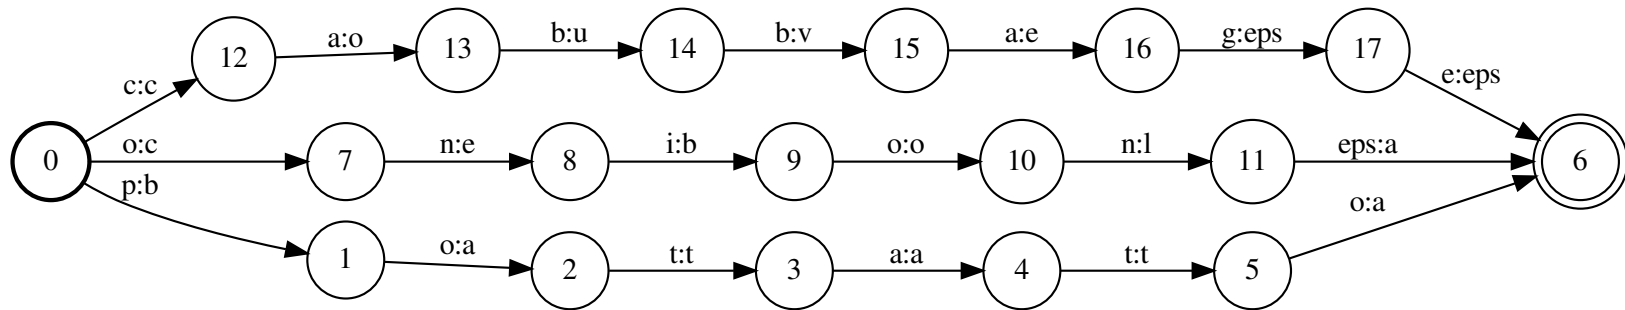 12 a:o 13 b:u 14 b:v 15 a:e 16 g:eps 17
c:c e:eps
0 o:c 7 n:e 8 i:b 9 o:o 10 n:l 11 eps:a 6
p:b o:a
1 o:a 2 t:t 3 a:a 4 t:t 5